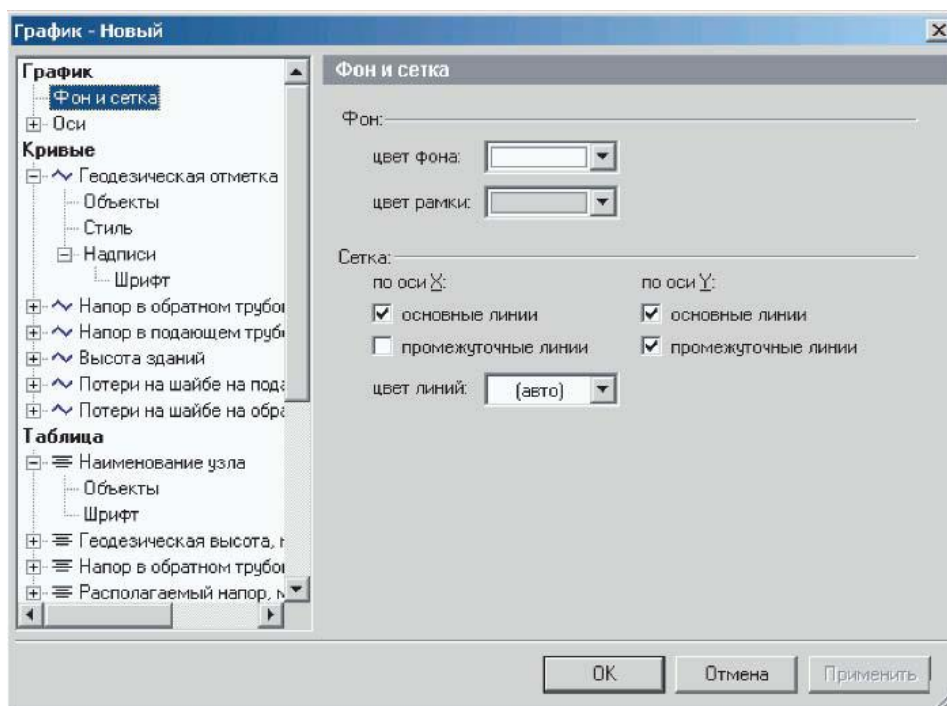 График - Новый
График
Фон и сетка
Оси
Кривые
Геодезическая отметка
Объекты
Стиль
Надписи
Шрифт
Напор в обратном трубо
Напор в подающем труб
Высота зданий
Потери на шайбе на пода
Потери на шайбе на обра
Таблица
Наименование узла
Объекты
Шрифт
Геодезическая высота,
Напор в обратном трубо
Располагаемый напор, м
Фон и сетка
Фон:
цвет фона:
цвет рамки:
Сетка:
по оси X: по оси Y:
основные линии основные линии
промежуточные линии промежуточные линии
цвет линий: (авто)
OK Отмена Применить